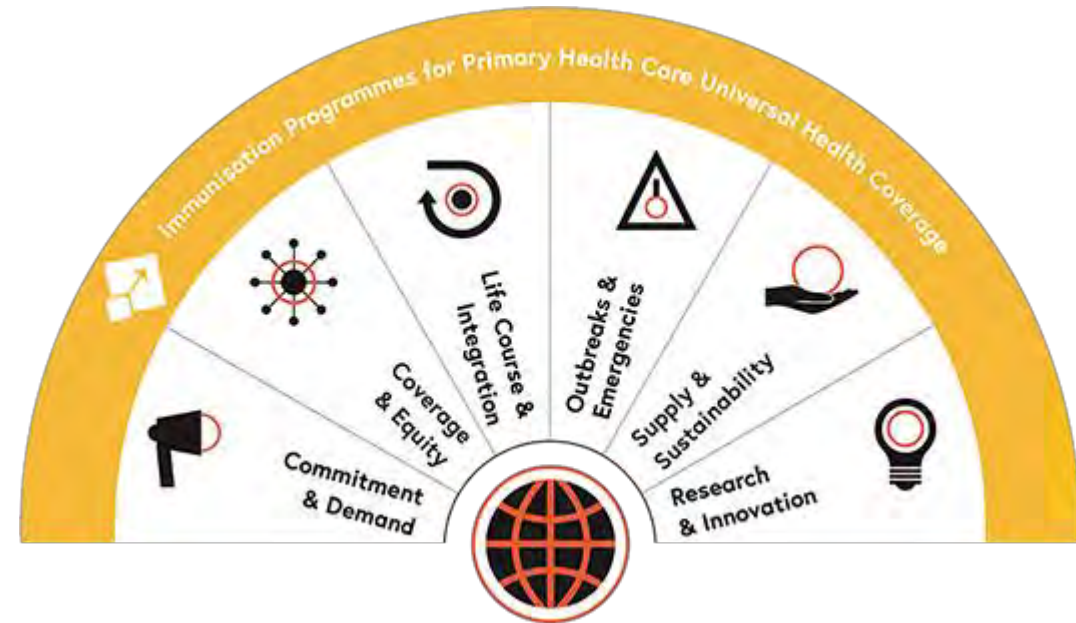 Immunisation Programmes for Primary Health Care Universal Health Coverage
Commitment
& Demand
Coverage
& Equity
Life Course &
Integration
Outbreaks &
Emergencies
Supply &
Sustainability
Research
& Innovation